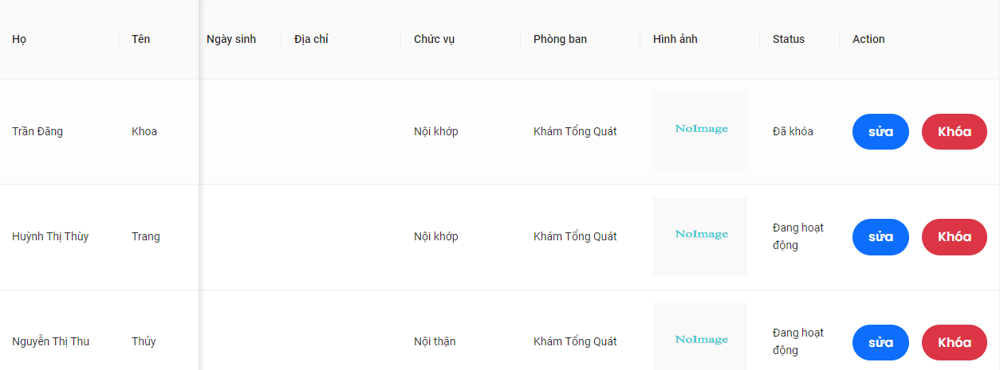 Họ Tên Ngày sinh Địa chỉ Chức vụ Phòng ban Hình ảnh Status Action
Trần Đăng Khoa Nội khớp Khám Tổng Quát NoImage Đã khóa sửa Khóa
Huỳnh Thị Thùy Trang Nội khớp Khám Tổng Quát NoImage Đang hoạt động sửa Khóa
Nguyễn Thị Thu Thủy Nội thận Khám Tổng Quát NoImage Đang hoạt động sửa Khóa